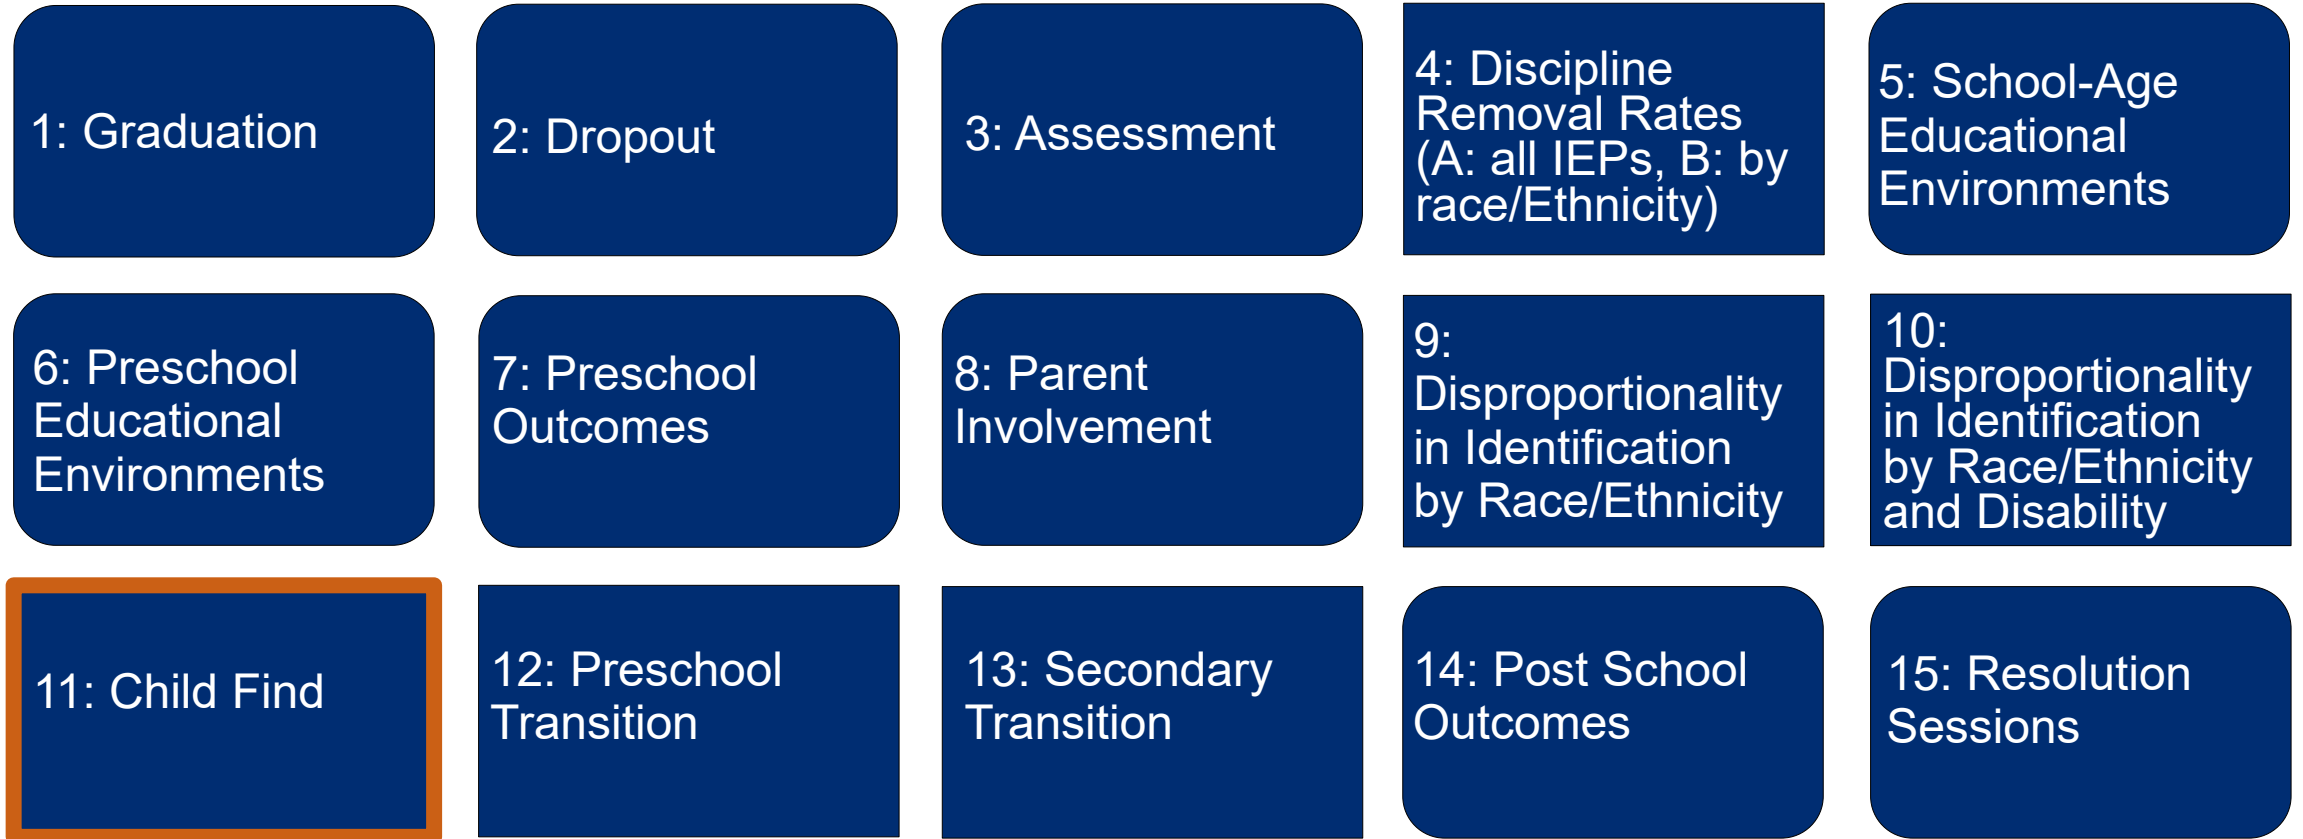 1: Graduation
2: Dropout
3: Assessment
4: Discipline
Removal Rates
(A: all IEPs, B: by
race/Ethnicity)
5: School-Age
Educational
Environments
6: Preschool
Educational
Environments
7: Preschool
Outcomes
8: Parent
Involvement
9:
Disproportionality
in Identification
by Race/Ethnicity
10:
Disproportionality
in Identification
by Race/Ethnicity
and Disability
11: Child Find
12: Preschool
Transition
13: Secondary
Transition
14: Post School
Outcomes
15: Resolution
Sessions